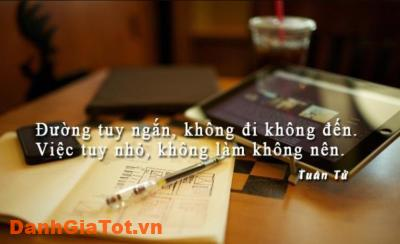 Đường tuy ngắn, không đi không đến.
Việc tuy nhỏ, không làm không nên.
Tuân Tử
DanhGiaTot.vn